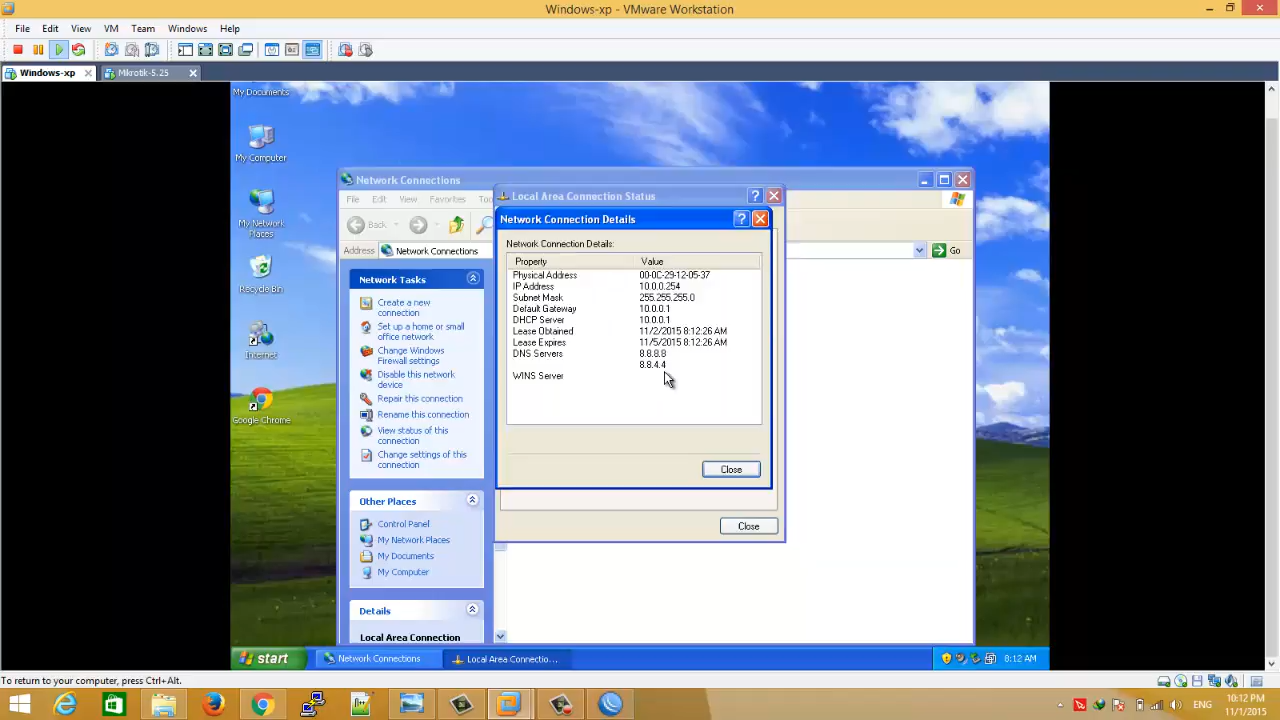 Windows-xp - VMware Workstation
File Edit View VM Team Windows Help
Windows-xp Mikrotik-5.25
My Documents
My Computer
My Network Places
Recycle Bin
Internet
Google Chrome
Network Connections
File Edit View Favorites
Back
Address Network Connections Go
Network Tasks
Create a new connection
Set up a home or small office network
Change Windows Firewall settings
Disable this network device
Repair this connection
Rename this connection
View status of this connection
Change settings of this connection
Other Places
Control Panel
My Network Places
My Documents
My Computer
Details
Local Area Connection
Local Area Connection Status
Network Connection Details
Network Connection Details:
Property Value
Physical Address 00-0C-29-12-05-37
IP Address 10.0.0.254
Subnet Mask 255.255.255.0
Default Gateway 10.0.0.1
DHCP Server 10.0.0.1
Lease Obtained 11/2/2015 8:12:26 AM
Lease Expires 11/5/2015 8:12:26 AM
DNS Servers 8.8.8.8
8.8.4.4
WINS Server
Close
Close
start Network Connections Local Area Connectio... 8:12 AM
To return to your computer, press Ctrl+Alt.
ENG
10:12 PM
11/1/2015